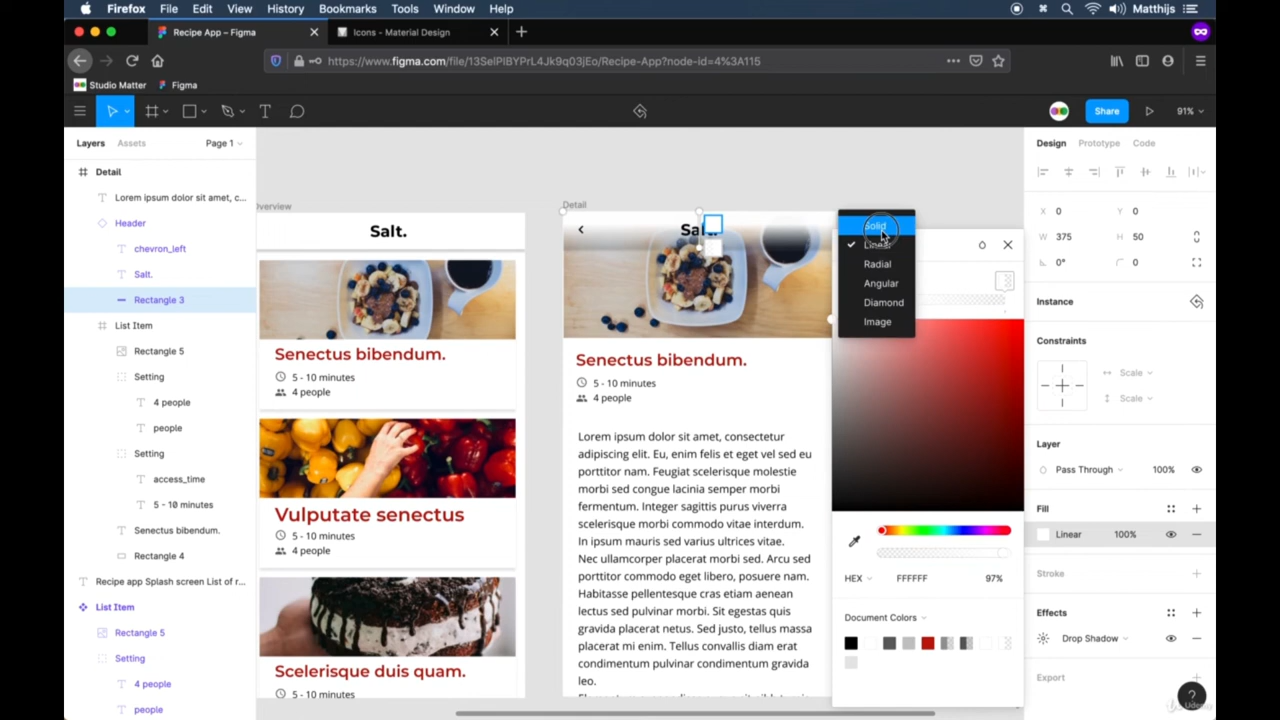 Firefox File Edit View History Bookmarks Tools Window Help Matthijs
Recipe App – Figma
Icons - Material Design
https://www.figma.com/file/13SelPIBYPrL4Jk9q03jEo/Recipe-App?node-id=4%3A115
Studio Matter
Figma
Share
91%
Layers
Assets
Page 1
Detail
Lorem ipsum dolor sit amet, c...
Header
chevron_left
Salt.
Rectangle 3
List Item
Rectangle 5
Setting
4 people
people
Setting
access_time
5 - 10 minutes
Senectus bibendum.
Rectangle 4
Recipe app Splash screen List of r...
List Item
Rectangle 5
Setting
4 people
people
Overview
Salt.
Senectus bibendum.
5 - 10 minutes
4 people
Vulputate senectus
5 - 10 minutes
4 people
Scelerisque duis quam.
5 - 10 minutes
Detail
Senectus bibendum.
5 - 10 minutes
4 people
Lorem ipsum dolor sit amet, consectetur
adipiscing elit. Eu, enim felis et eget vel sed eu
porttitor nam. Feugiat scelerisque molestie
morbi sed congue lacinia semper morbi
fermentum. Integer sagittis purus viverra
scelerisque morbi commodo vitae interdum.
In ipsum mauris sed varius ultrices vitae.
Nec ullamcorper placerat morbi. Arcu sed
porttitor commodo eget libero, posuere nam.
Habitasse pellentesque cras etiam aenean
lectus sed pulvinar morbi. Sit egestas quis
gravida placerat netus. Sed justo, tellus massa
placerat mi enim. Tellus convallis diam erat
condimentum pulvinar condimentum gravida
leo.
Solid
Linear
Radial
Angular
Diamond
Image
HEX
FFFFFF
97%
Document Colors
Design
Prototype
Code
X 0
Y 0
W 375
H 50
0°
0
Instance
Constraints
Scale
Scale
Layer
Pass Through
100%
Fill
Linear
100%
Stroke
Effects
Drop Shadow
Export
?